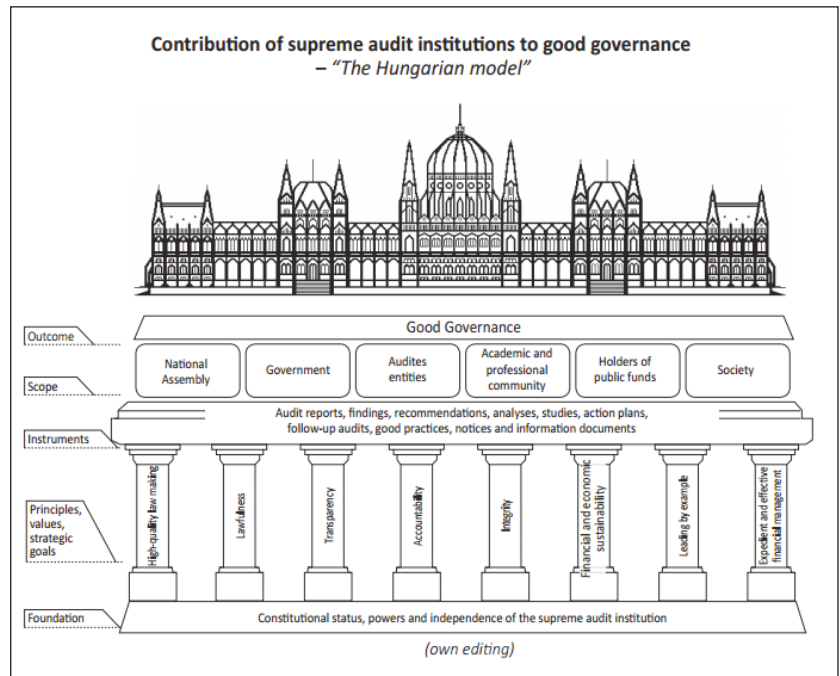 Contribution of supreme audit institutions to good governance
– “The Hungarian model”
Outcome
Good Governance
Scope
National
Assembly
Government
Audites
entities
Academic and
professional
community
Holders of
public funds
Society
Instruments
Audit reports, findings, recommendations, analyses, studies, action plans,
follow-up audits, good practices, notices and information documents
Principles,
values,
strategic
goals
High-quality law making
Lawfulness
Transparency
Accountability
Integrity
Financial and economic
sustainability
Leading by example
Expedient and effective
financial management
Foundation
Constitutional status, powers and independence of the supreme audit institution
(own editing)